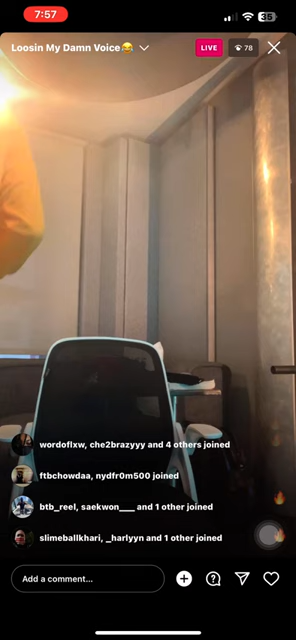 7:57
35
Loosin My Damn Voice😂
LIVE
78
wordoflxw, che2brazyyy and 4 others joined
ftbchowdaa, nydfr0m500 joined
btb_reel, saekwon___ and 1 other joined
slimeballkhari, _harlyyn and 1 other joined
Add a comment...